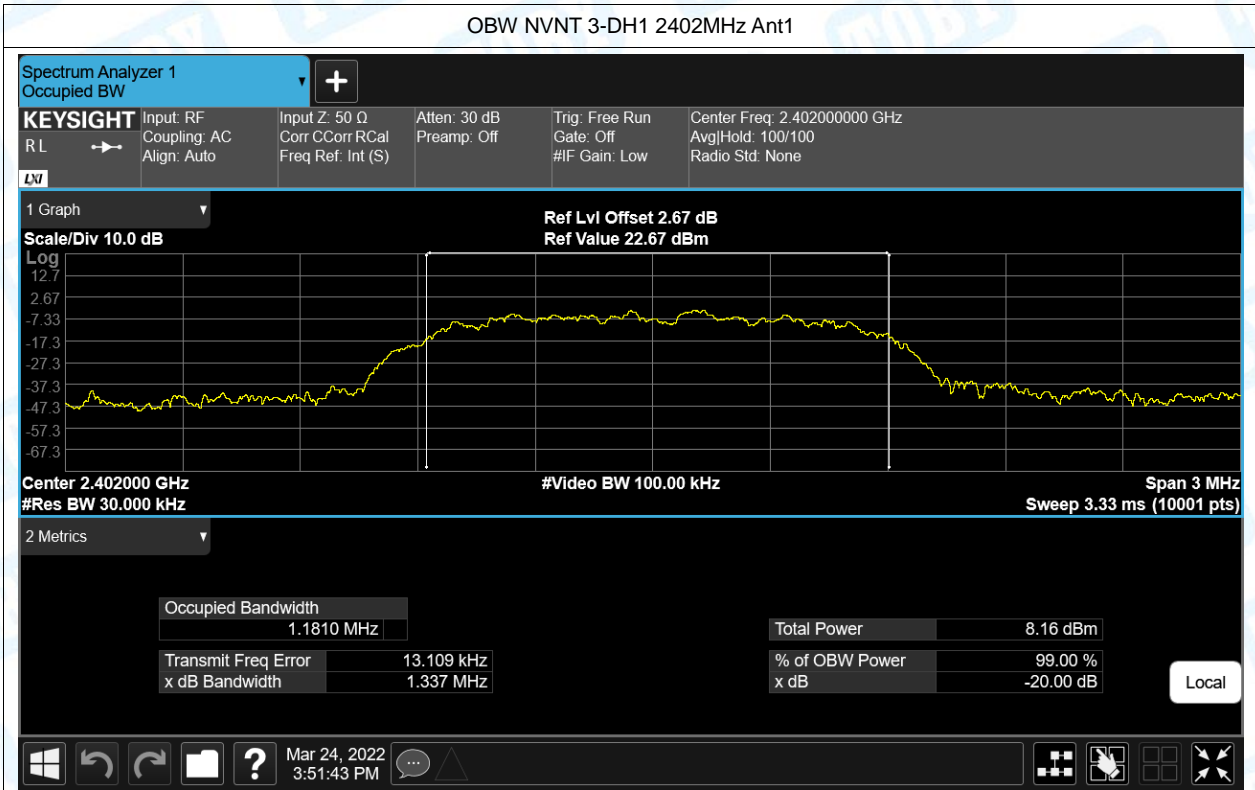 OBW NVNT 3-DH1 2402MHz Ant1
Spectrum Analyzer 1
Occupied BW
KEYSIGHT
RL
LXI
Input: RF
Coupling: AC
Align: Auto
Input Z: 50 Ω
Corr CCorr RCal
Freq Ref: Int (S)
Atten: 30 dB
Preamp: Off
Trig: Free Run
Gate: Off
#IF Gain: Low
Center Freq: 2.402000000 GHz
Avg|Hold: 100/100
Radio Std: None
1 Graph
Scale/Div 10.0 dB
Ref Lvl Offset 2.67 dB
Ref Value 22.67 dBm
Log
12.7
2.67
-7.33
-17.3
-27.3
-37.3
-47.3
-57.3
-67.3
Center 2.402000 GHz
#Video BW 100.00 kHz
Span 3 MHz
#Res BW 30.000 kHz
Sweep 3.33 ms (10001 pts)
2 Metrics
Occupied Bandwidth
1.1810 MHz
Total Power 8.16 dBm
Transmit Freq Error 13.109 kHz
% of OBW Power 99.00 %
x dB Bandwidth 1.337 MHz
x dB -20.00 dB
Local
?
Mar 24, 2022
3:51:43 PM